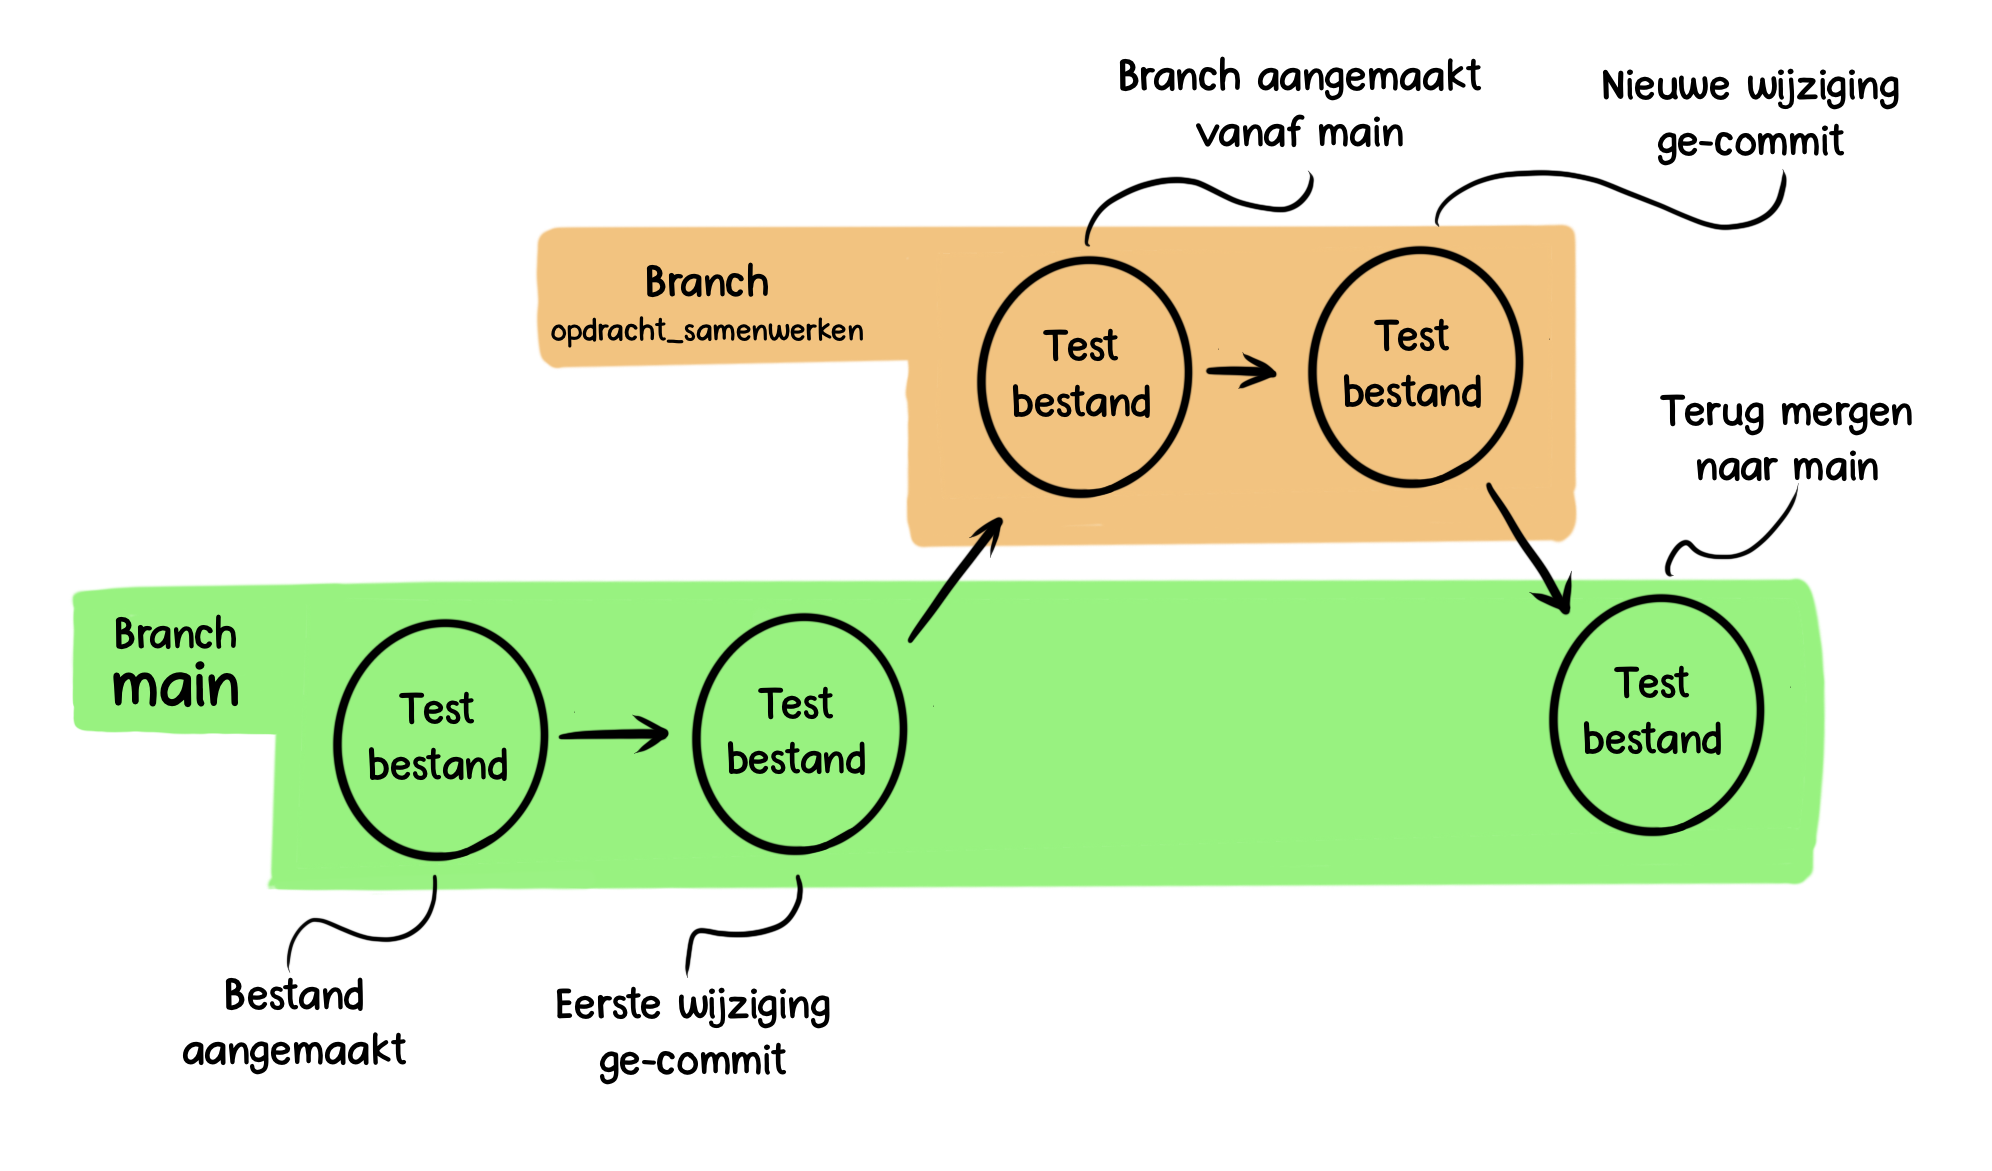 Branch aangemaakt
vanaf main
Nieuwe wijziging
ge-commit
Branch
opdracht_samenwerken
Test
bestand
Test
bestand
Terug mergen
naar main
Branch
main
Test
bestand
Test
bestand
Test
bestand
Bestand
aangemaakt
Eerste wijziging
ge-commit